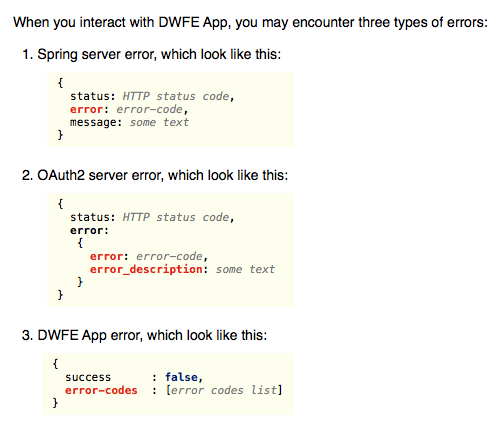 When you interact with DWFE App, you may encounter three types of errors:
1. Spring server error, which look like this:
{
status: HTTP status code,
error: error-code,
message: some text
}
2. OAuth2 server error, which look like this:
{
status: HTTP status code,
error:
{
error: error-code,
error_description: some text
}
}
3. DWFE App error, which look like this:
{
success : false,
error-codes : [error codes list]
}